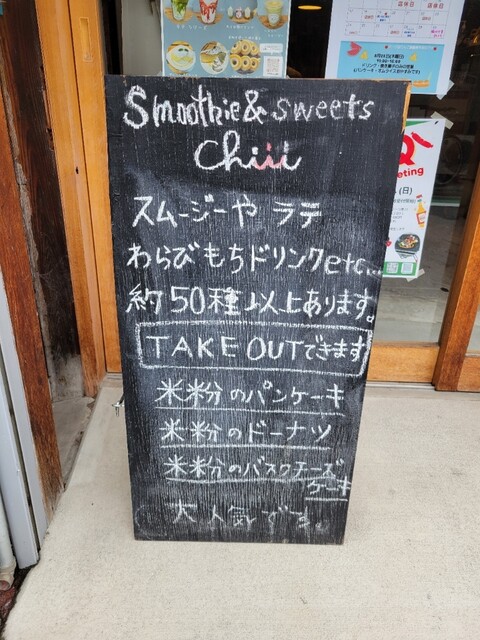 Smoothie & sweets
Chiii
スムージーや ラテ
わらびもちドリンクetc...
約50種以上あります。
TAKE OUTできます
米粉のパンケーキ
米粉のドーナツ
米粉のバスクチーズ
ケーキ
大人気です。